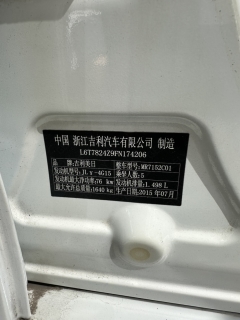 中国 浙江吉利汽车有限公司 制造
L6T7824Z9FN174206
品牌:吉利美日 整车型号:MR7152C01
发动机型号:JLγ-4G15 乘坐人数:5
发动机最大净功率:76 kw 发动机排量:1.498 L
最大允许总质量:1640kg 生产日期:2015 年07月